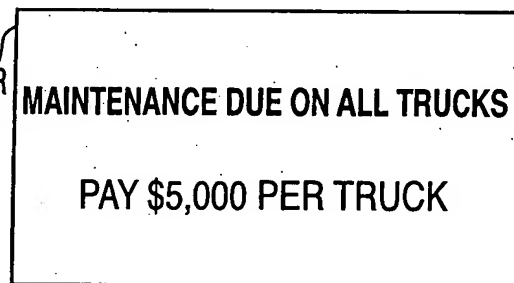 R
MAINTENANCE DUE ON ALL TRUCKS
PAY $5,000 PER TRUCK